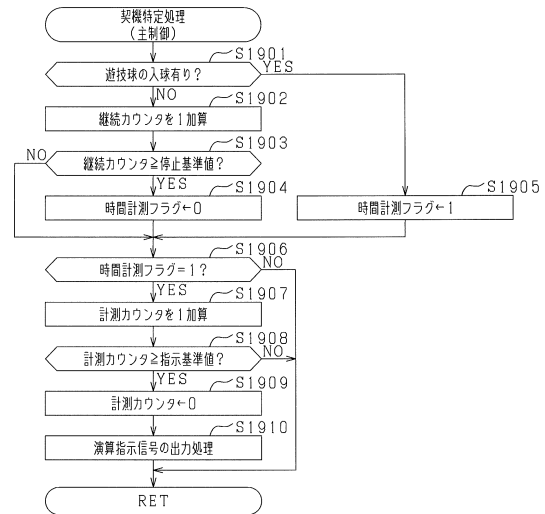 契機特定処理
(主制御)
S1901
遊技球の入球有り?
YES
NO
S1902
継続カウンタを1加算
S1903
NO
継続カウンタ≧停止基準値?
YES
S1904
時間計測フラグ←0
S1905
時間計測フラグ←1
S1906
時間計測フラグ=1?
NO
YES
S1907
計測カウンタを1加算
S1908
計測カウンタ≧指示基準値?
NO
YES
S1909
計測カウンタ←0
S1910
演算指示信号の出力処理
RET